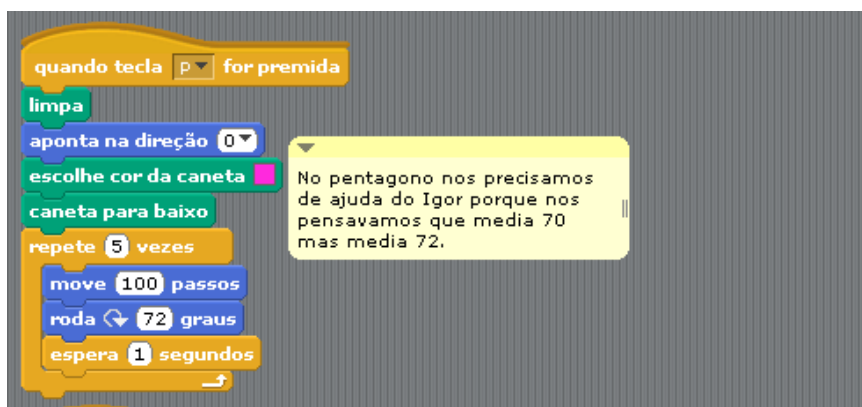 quando tecla p for premida
limpa
aponta na direção 0
escolhe cor da caneta
caneta para baixo
repete 5 vezes
move 100 passos
roda 72 graus
espera 1 segundos
No pentagono nos precisamos
de ajuda do Igor porque nos
pensavamos que media 70
mas media 72.